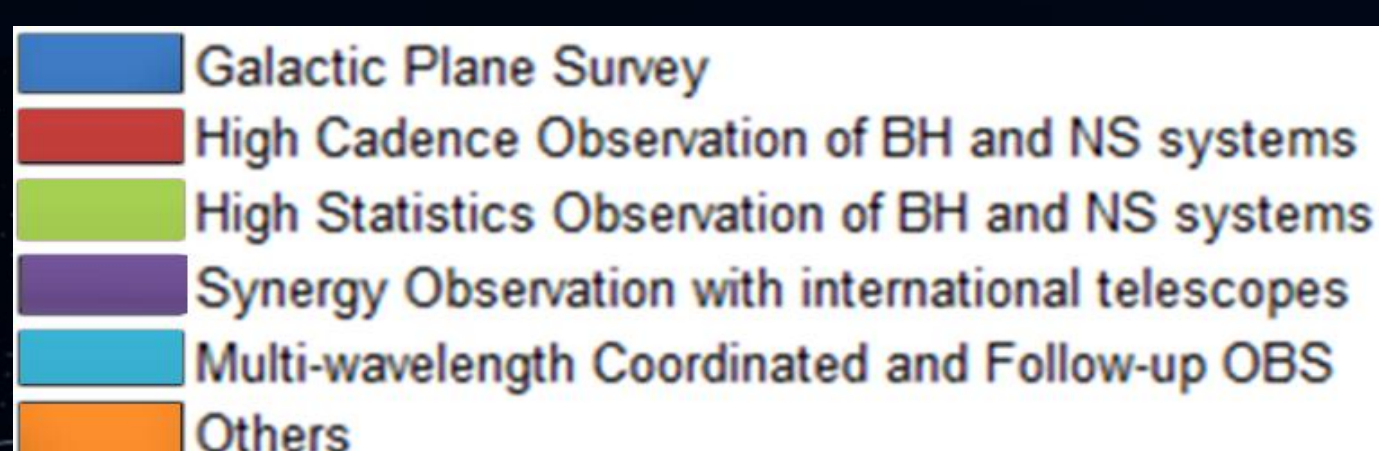 Galactic Plane Survey
High Cadence Observation of BH and NS systems
High Statistics Observation of BH and NS systems
Synergy Observation with international telescopes
Multi-wavelength Coordinated and Follow-up OBS
Others